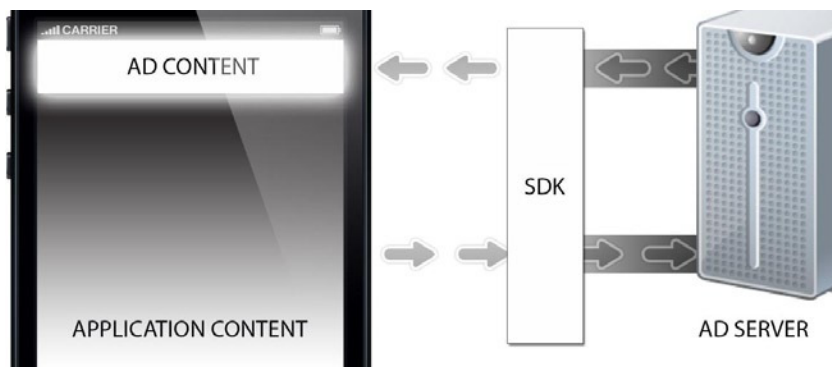 CARRIER
AD CONTENT
SDK
APPLICATION CONTENT
AD SERVER